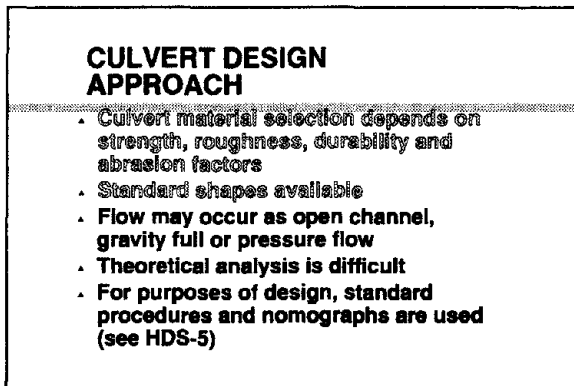 CULVERT DESIGN
APPROACH
Culvert material selection depends on
strength, roughness, durability and
abrasion factors
Standard shapes available
Flow may occur as open channel,
gravity full or pressure flow
Theoretical analysis is difficult
For purposes of design, standard
procedures and nomographs are used
(see HDS-5)